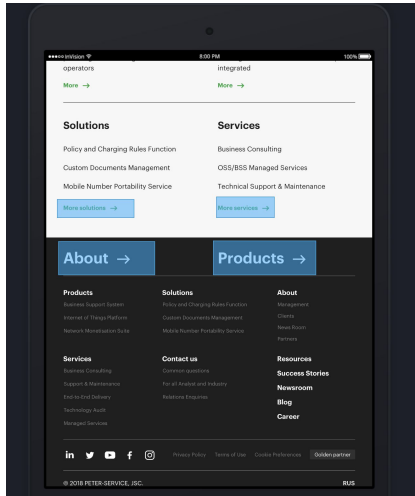 ●●●○○ ImVision 8:00 PM 100%
operators integrated
More → More →
Solutions Services
Policy and Charging Rules Function Business Consulting
Custom Documents Management OSS/BSS Managed Services
Mobile Number Portability Service Technical Support & Maintenance
More solutions → More services →
About → Products →
Products Solutions About
Business Support System Policy and Charging Rules Function Management
Internet of Things Platform Custom Documents Management Clients
Network Monetisation Suite Mobile Number Portability Service News Room
Partners
Services Contact us Resources
Business Consulting Common questions Success Stories
Support & Maintenance For all Analyst and Industry Newsroom
End-to-End Delivery Relations Enquiries Blog
Technology Audit Career
Managed Services
in f Privacy Policy Terms of Use Cookie Preferences Golden partner
© 2018 PETER-SERVICE, JSC. RUS